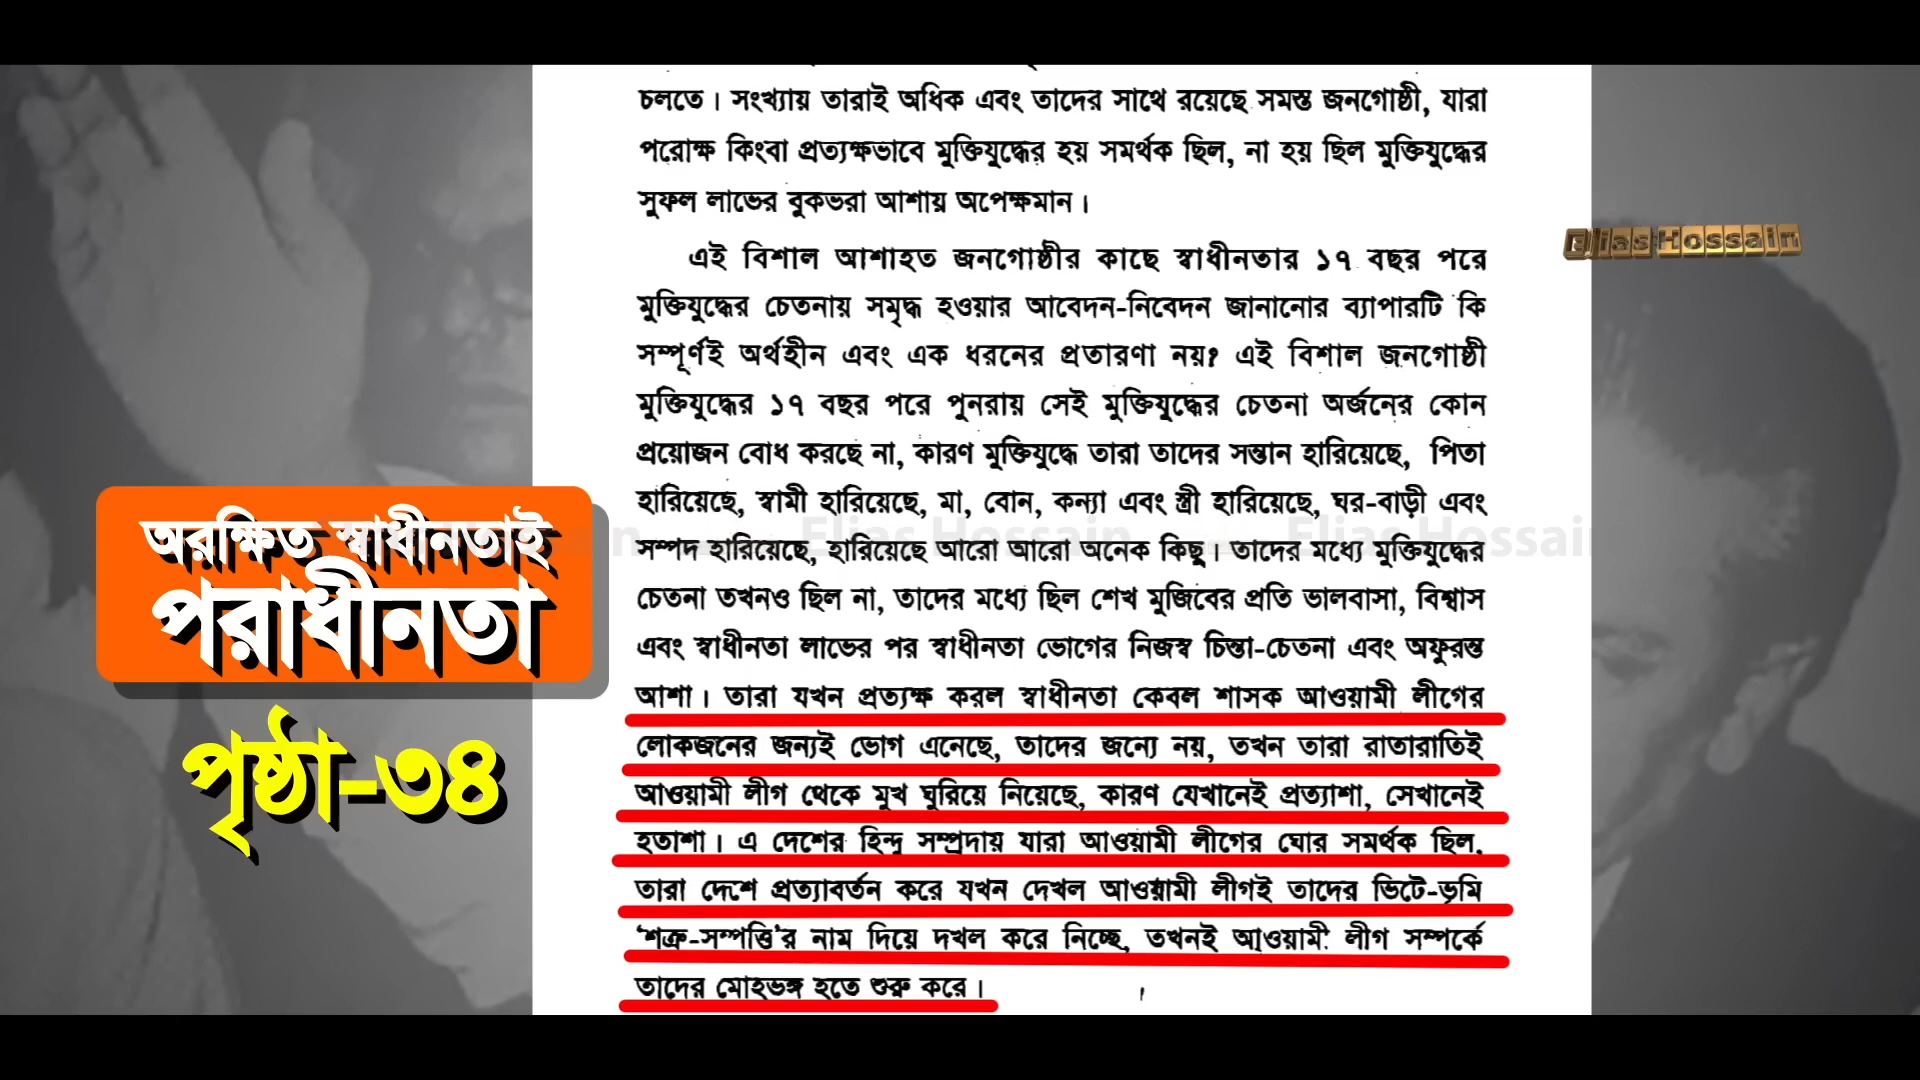 চলতে। সংখ্যায় তারাই অধিক এবং তাদের সাথে রয়েছে সমস্ত জনগোষ্ঠী, যারা
পরোক্ষ কিংবা প্রত্যক্ষভাবে মুক্তিযুদ্ধের হয় সমর্থক ছিল, না হয় ছিল মুক্তিযুদ্ধের
সুফল লাভের বুকভরা আশায় অপেক্ষমান।
এই বিশাল আশাহত জনগোষ্ঠীর কাছে স্বাধীনতার ১৭ বছর পরে
মুক্তিযুদ্ধের চেতনায় সমৃদ্ধ হওয়ার আবেদন-নিবেদন জানানোর ব্যাপারটি কি
সম্পূর্ণই অর্থহীন এবং এক ধরনের প্রতারণা নয়? এই বিশাল জনগোষ্ঠী
মুক্তিযুদ্ধের ১৭ বছর পরে পুনরায় সেই মুক্তিযুদ্ধের চেতনা অর্জনের কোন
প্রয়োজন বোধ করছে না, কারণ মুক্তিযুদ্ধে তারা তাদের সন্তান হারিয়েছে, পিতা
হারিয়েছে, স্বামী হারিয়েছে, মা, বোন, কন্যা এবং স্ত্রী হারিয়েছে, ঘর-বাড়ী এবং
সম্পদ হারিয়েছে, হারিয়েছে আরো আরো অনেক কিছু। তাদের মধ্যে মুক্তিযুদ্ধের
চেতনা তখনও ছিল না, তাদের মধ্যে ছিল শেখ মুজিবের প্রতি ভালবাসা, বিশ্বাস
এবং স্বাধীনতা লাভের পর স্বাধীনতা ভোগের নিজস্ব চিন্তা-চেতনা এবং অফুরন্ত
আশা। তারা যখন প্রত্যক্ষ করল স্বাধীনতা কেবল শাসক আওয়ামী লীগের
লোকজনের জন্যই ভোগ এনেছে, তাদের জন্যে নয়, তখন তারা রাতারাতিই
আওয়ামী লীগ থেকে মুখ ঘুরিয়ে নিয়েছে, কারণ যেখানেই প্রত্যাশা, সেখানেই
হতাশা। এ দেশের হিন্দু সম্প্রদায় যারা আওয়ামী লীগের ঘোর সমর্থক ছিল,
তারা দেশে প্রত্যাবর্তন করে যখন দেখল আওয়ামী লীগই তাদের ভিটে-ভূমি
‘শত্রু-সম্পত্তি’র নাম দিয়ে দখল করে নিচ্ছে, তখনই আওয়ামী লীগ সম্পর্কে
তাদের মোহভঙ্গ হতে শুরু করে।
অরক্ষিত স্বাধীনতাই
পরাধীনতা
পৃষ্ঠা-৩৪
Elias Hossain
Elias Hossain
Elias Hossain